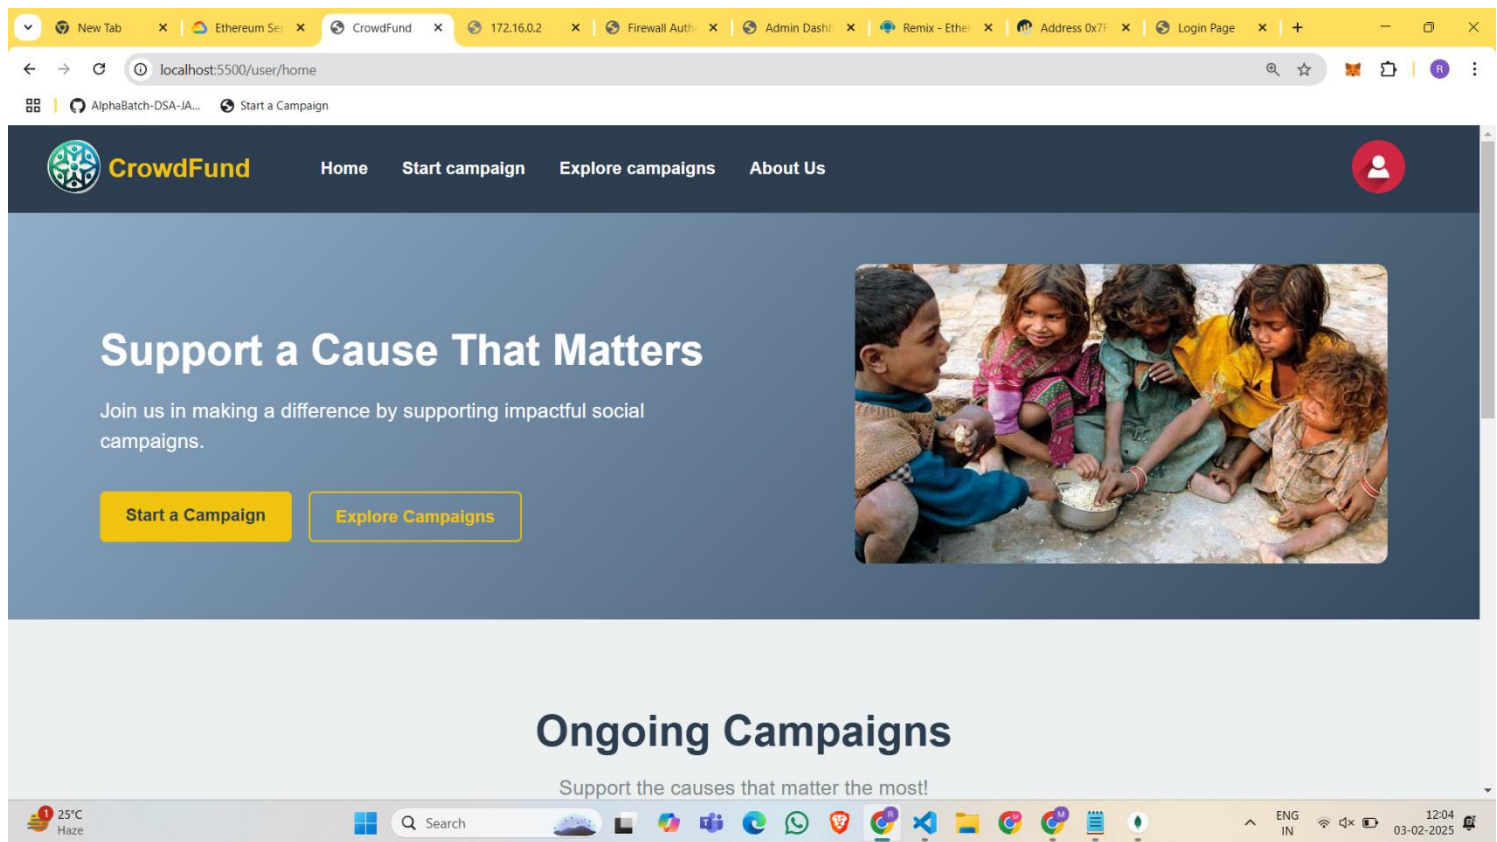 New Tab
Ethereum Sep
CrowdFund
172.16.0.2
Firewall Auth
Admin Dashb
Remix - Ether
Address 0x7F
Login Page
localhost:5500/user/home
R
AlphaBatch-DSA-JA...
Start a Campaign
CrowdFund
Home
Start campaign
Explore campaigns
About Us
Support a Cause That Matters
Join us in making a difference by supporting impactful social
campaigns.
Start a Campaign
Explore Campaigns
Ongoing Campaigns
Support the causes that matter the most!
1
25°C
Haze
Search
ENG
IN
12:04
03-02-2025